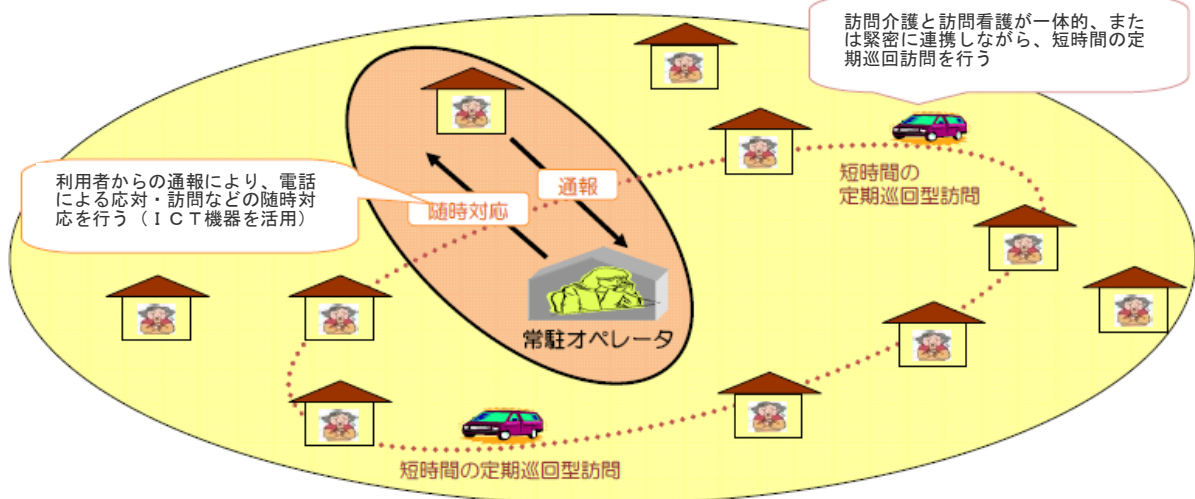 訪問介護と訪問看護が一体的、また
は緊密に連携しながら、短時間の定
期巡回訪問を行う
利用者からの通報により、電話
による応対・訪問などの随時対
応を行う（ＩＣＴ機器を活用）
通報
随時対応
短時間の
定期巡回型訪問
常駐オペレータ
短時間の定期巡回型訪問